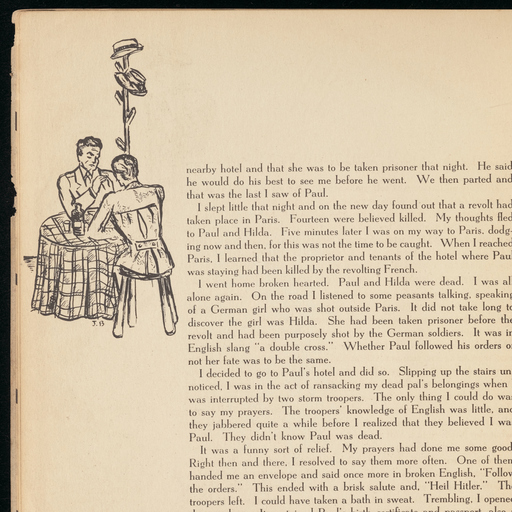 nearby hotel and that she was to be taken prisoner that night. He said
he would do his best to see me before he went. We then parted and
that was the last I saw of Paul.
I slept little that night and on the new day found out that a revolt had
taken place in Paris. Fourteen were believed killed. My thoughts fled
to Paul and Hilda. Five minutes later I was on my way to Paris, dodg-
ing now and then, for this was not the time to be caught. When I reached
Paris, I learned that the proprietor and tenants of the hotel where Paul
was staying had been killed by the revolting French.
I went home broken hearted. Paul and Hilda were dead. I was all
alone again. On the road I listened to some peasants talking, speaking
of a German girl who was shot outside Paris. It did not take long to
discover the girl was Hilda. She had been taken prisoner before the
revolt and had been purposely shot by the German soldiers. It was in
English slang "a double cross." Whether Paul followed his orders or
not her fate was to be the same.
I decided to go to Paul's hotel and did so. Slipping up the stairs un-
noticed, I was in the act of ransacking my dead pal's belongings when
was interrupted by two storm troopers. The only thing I could do was
to say my prayers. The troopers' knowledge of English was little, and
they jabbered quite a while before I realized that they believed I was
Paul. They didn't know Paul was dead.
It was a funny sort of relief. My prayers had done me some good
Right then and there, I resolved to say them more often. One of them
handed me an envelope and said once more in broken English, "Follow
the orders." This ended with a brisk salute and, "Heil Hitler." The
troopers left. I could have taken a bath in sweat. Trembling, I opened
J.B